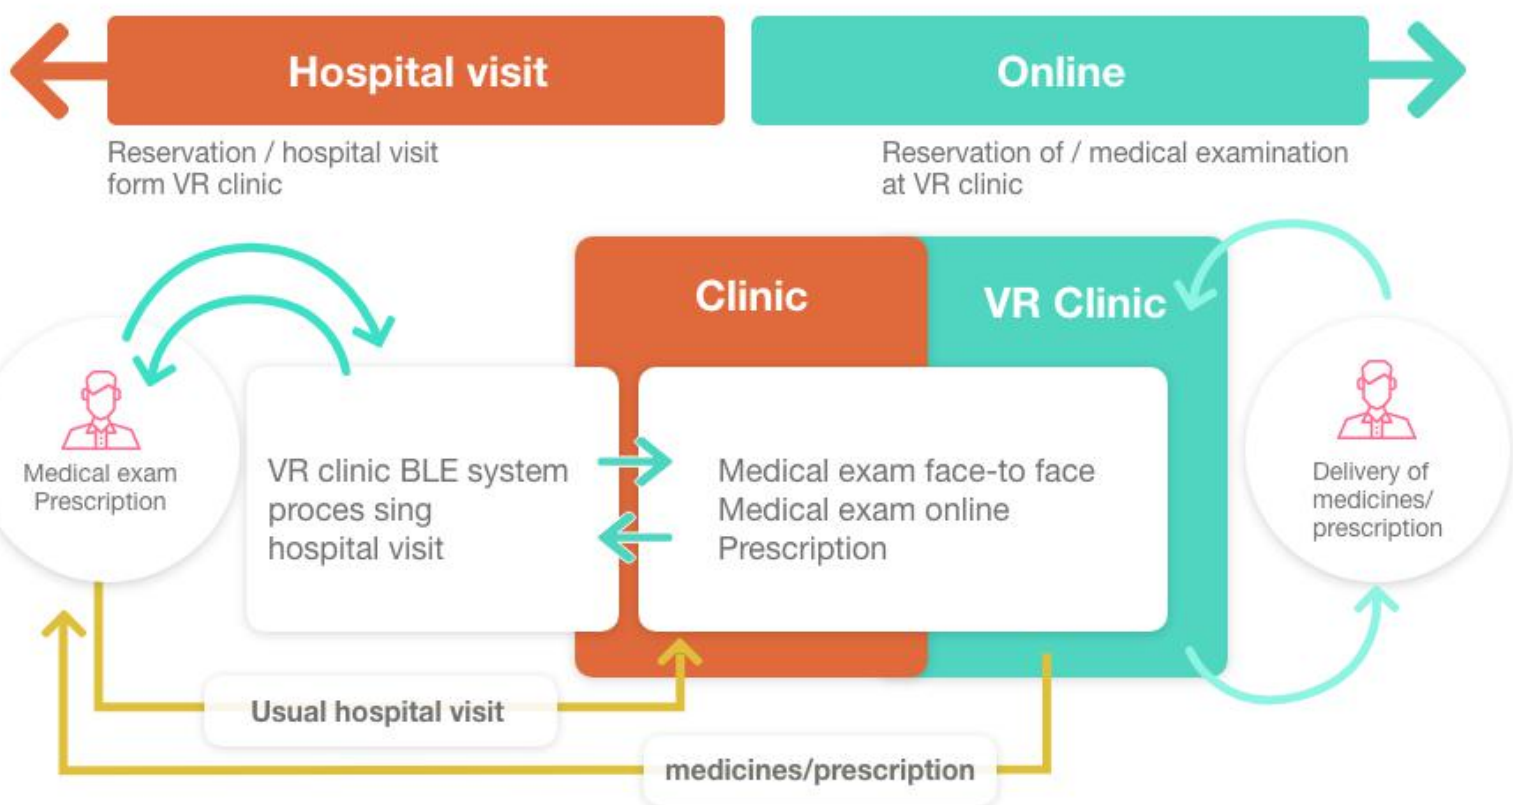 Hospital visit
Online
Reservation / hospital visit
form VR clinic
Reservation of / medical examination
at VR clinic
Clinic
VR Clinic
Medical exam
Prescription
VR clinic BLE system
proces sing
hospital visit
Medical exam face-to face
Medical exam online
Prescription
Delivery of
medicines/
prescription
Usual hospital visit
medicines/prescription